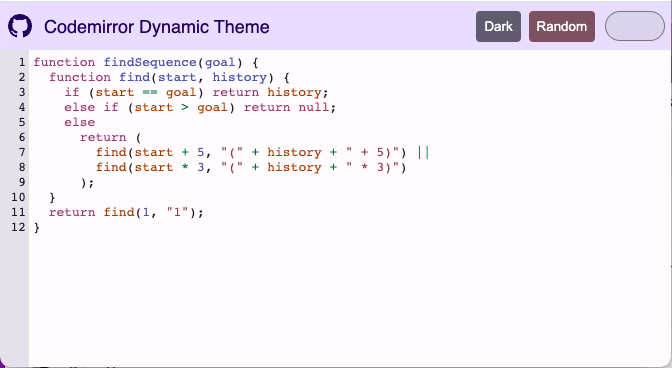 Codemirror Dynamic Theme
Dark
Random
1 function findSequence(goal) {
2   function find(start, history) {
3     if (start == goal) return history;
4     else if (start > goal) return null;
5     else
6       return (
7         find(start + 5, "(" + history + " + 5)") ||
8         find(start * 3, "(" + history + " * 3)")
9       );
10   }
11   return find(1, "1");
12 }